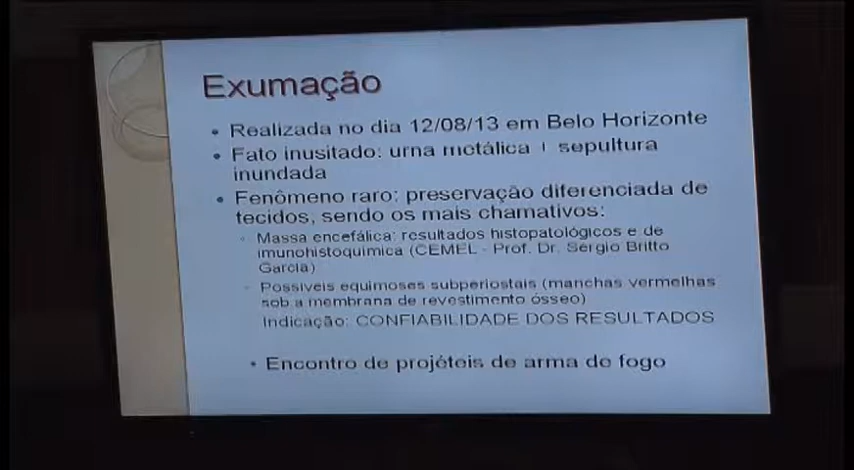 Exumação
• Realizada no dia 12/08/13 em Belo Horizonte
• Fato inusitado: urna metálica + sepultura
inundada
• Fenômeno raro: preservação diferenciada de
tecidos, sendo os mais chamativos:
- Massa encefálica: resultados histopatológicos e de
imunohistoquímica (CEMEL - Prof. Dr. Sérgio Britto
Garcia)
- Possíveis equimoses subperiostais (manchas vermelhas
sob a membrana de revestimento ósseo)
Indicação: CONFIABILIDADE DOS RESULTADOS
• Encontro de projéteis de arma de fogo